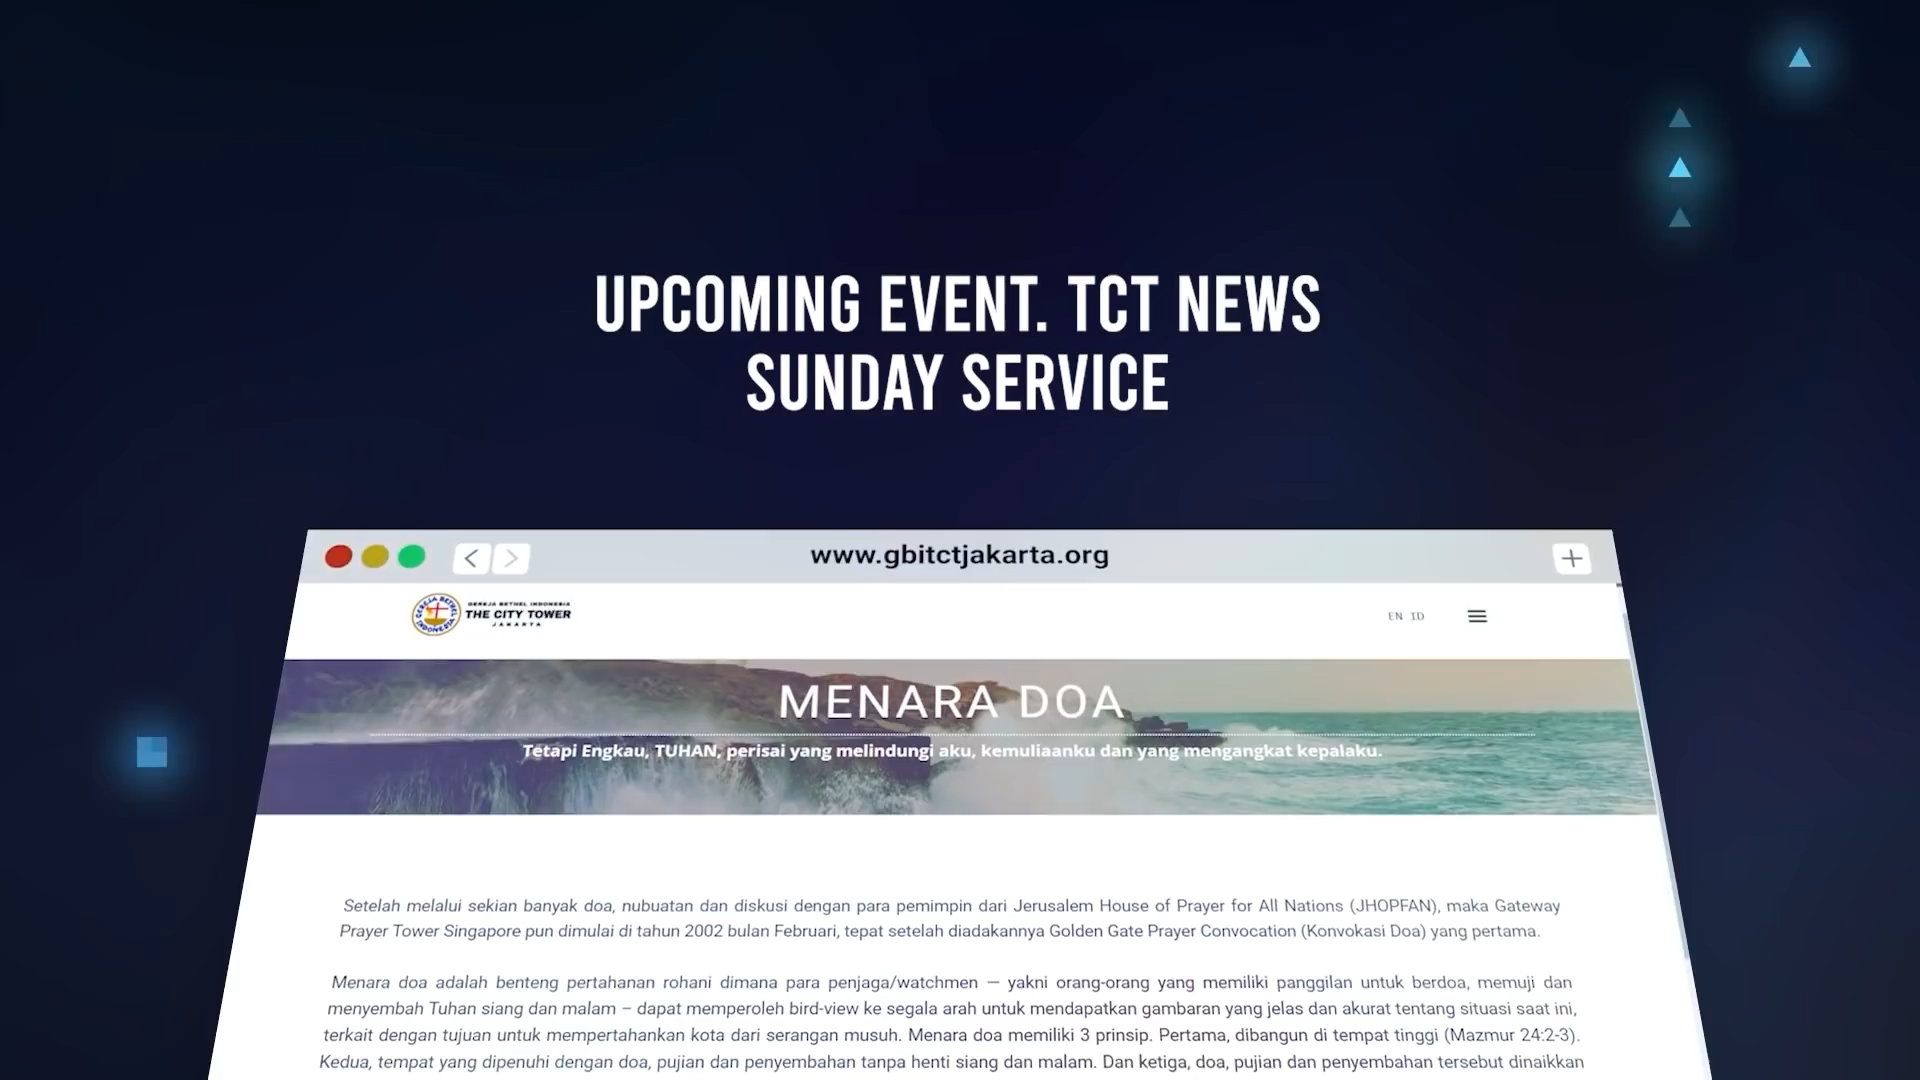 UPCOMING EVENT. TCT NEWS
SUNDAY SERVICE
www.gbitctjakarta.org
GEREJA BETHEL INDONESIA
THE CITY TOWER
JAKARTA
EN ID
MENARA DOA
Tetapi Engkau, TUHAN, perisai yang melindungi aku, kemuliaanku dan yang mengangkat kepalaku.
Setelah melalui sekian banyak doa, nubuatan dan diskusi dengan para pemimpin dari Jerusalem House of Prayer for All Nations (JHOPFAN), maka Gateway
Prayer Tower Singapore pun dimulai di tahun 2002 bulan Februari, tepat setelah diadakannya Golden Gate Prayer Convocation (Konvokasi Doa) yang pertama.
Menara doa adalah benteng pertahanan rohani dimana para penjaga/watchmen — yakni orang-orang yang memiliki panggilan untuk berdoa, memuji dan
menyembah Tuhan siang dan malam – dapat memperoleh bird-view ke segala arah untuk mendapatkan gambaran yang jelas dan akurat tentang situasi saat ini,
terkait dengan tujuan untuk mempertahankan kota dari serangan musuh. Menara doa memiliki 3 prinsip. Pertama, dibangun di tempat tinggi (Mazmur 24:2-3).
Kedua, tempat yang dipenuhi dengan doa, pujian dan penyembahan tanpa henti siang dan malam. Dan ketiga, doa, pujian dan penyembahan tersebut dinaikkan